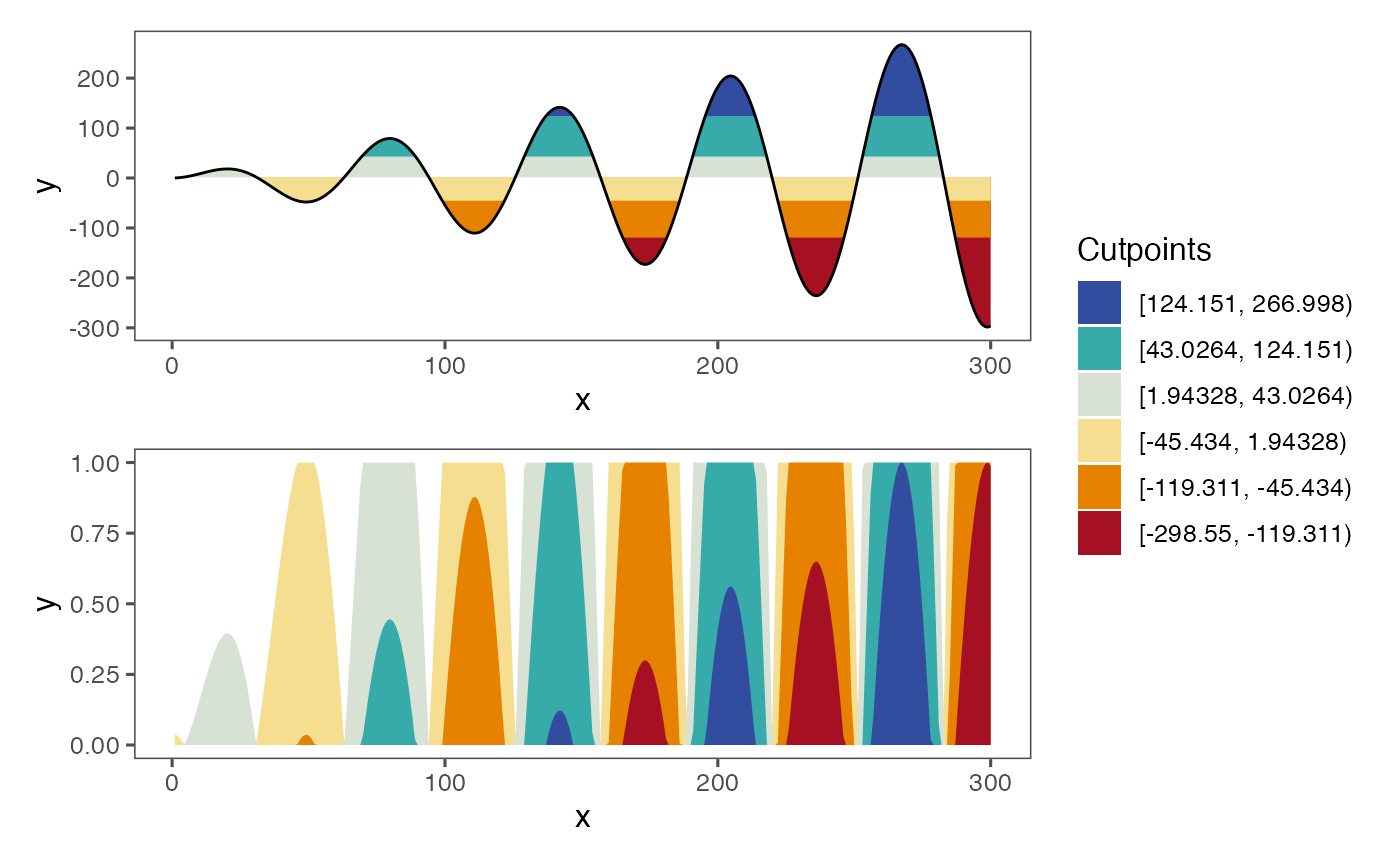 200
100
0
-100
-200
-300
y
0 100 200 300
x
Cutpoints
[124.151, 266.998)
[43.0264, 124.151)
[1.94328, 43.0264)
[-45.434, 1.94328)
[-119.311, -45.434)
[-298.55, -119.311)
1.00
0.75
0.50
0.25
0.00
y
0 100 200 300
x